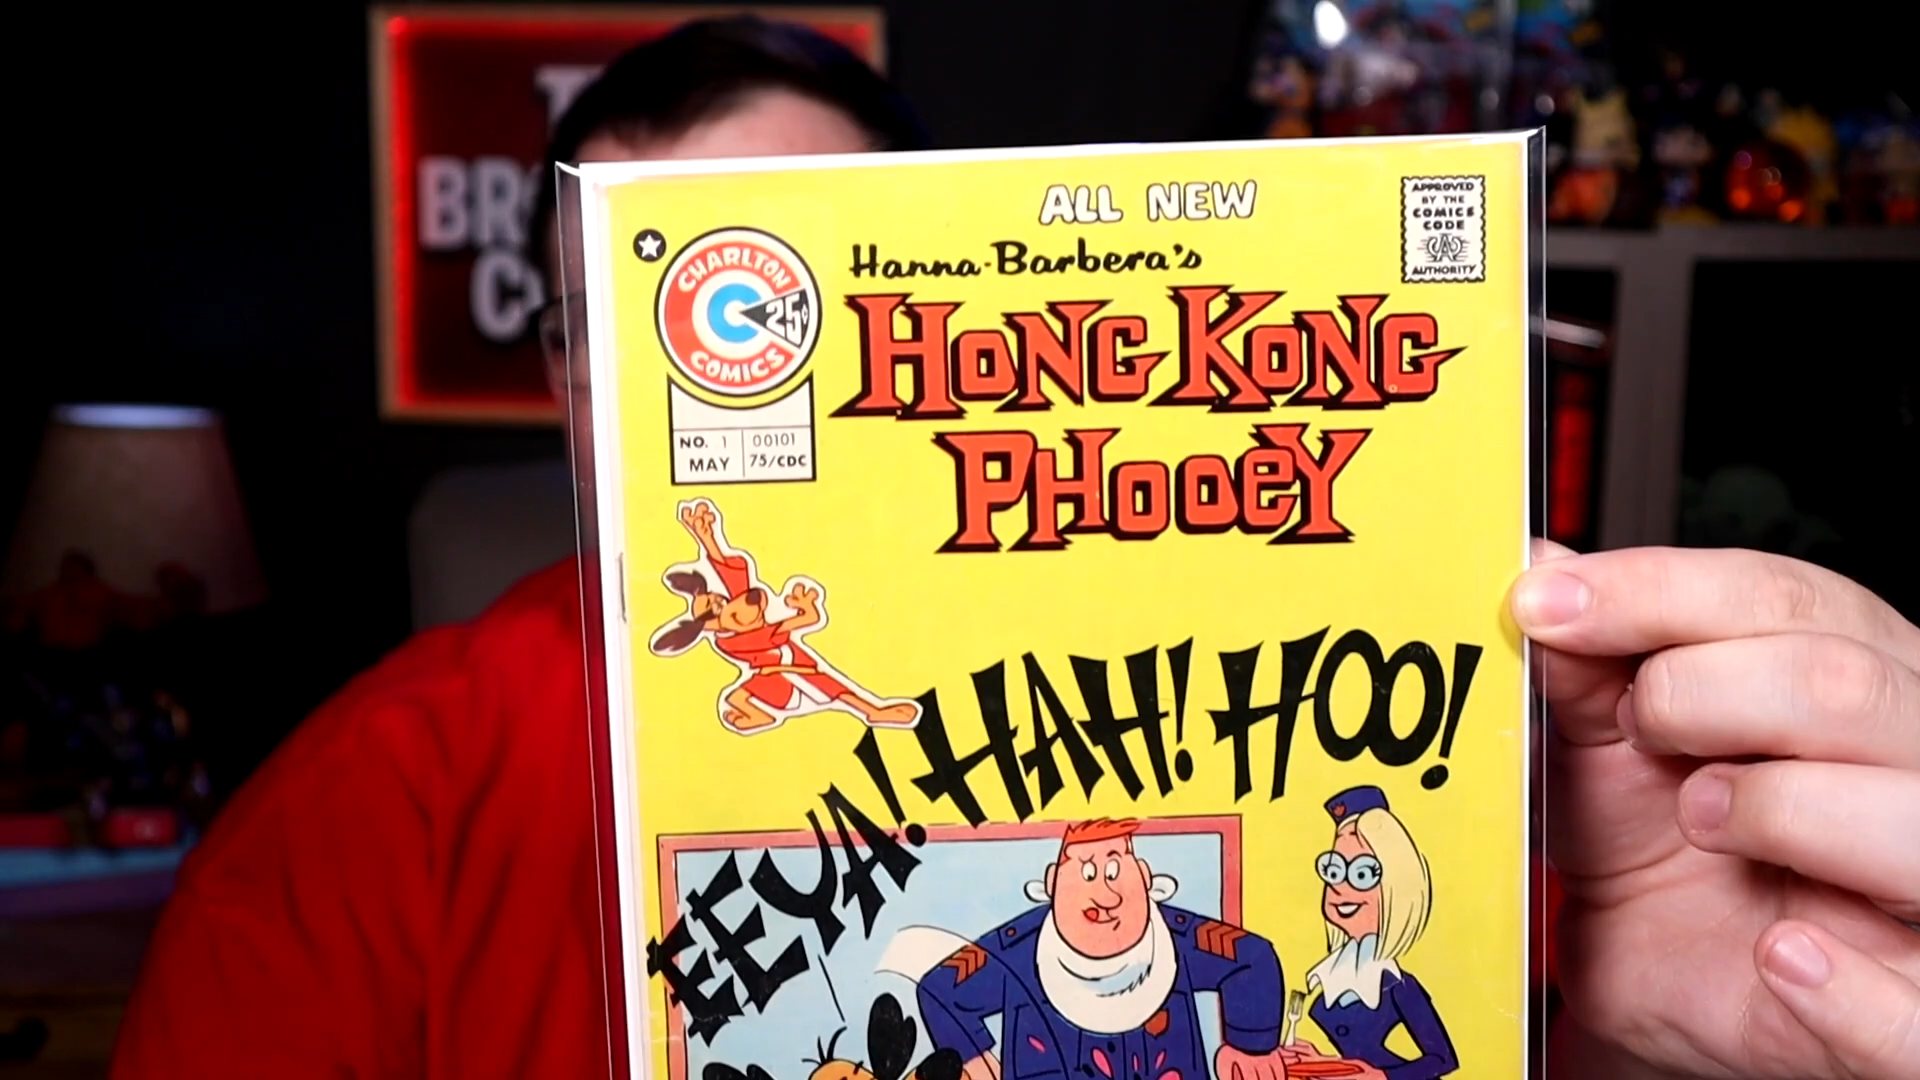 BR
C
ALL NEW
Hanna-Barbera's
HONG KONG
PHOOEY
CHARLTON
C
25¢
COMICS
NO. 1
00101
MAY
75/CDC
APPROVED
BY THE
COMICS
CODE
CA
AUTHORITY
EEYA! HAH! HOO!